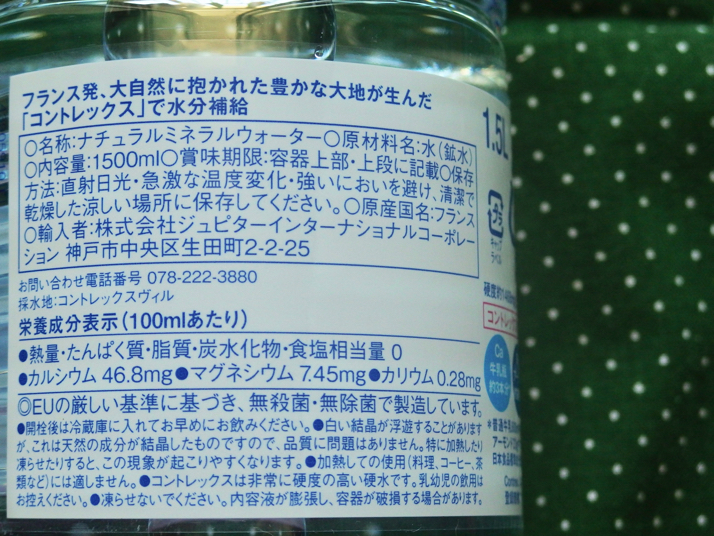 フランス発、大自然に抱かれた豊かな大地が生んだ
「コントレックス」で水分補給
○名称:ナチュラルミネラルウォーター○原材料名:水(鉱水)
○内容量:1500ml○賞味期限:容器上部・上段に記載○保存
方法:直射日光・急激な温度変化・強いにおいを避け、清潔で
乾燥した涼しい場所に保存してください。○原産国名:フランス
○輸入者:株式会社ジュピターインターナショナルコーポレー
ション 神戸市中央区生田町2-2-25
お問い合わせ電話番号 078-222-3880
採水地:コントレックスヴィル
栄養成分表示(100mlあたり)
●熱量・たんぱく質・脂質・炭水化物・食塩相当量 0
●カルシウム 46.8mg●マグネシウム 7.45mg●カリウム 0.28mg
◎EUの厳しい基準に基づき、無殺菌・無除菌で製造しています。
●開栓後は冷蔵庫に入れてお早めにお飲みください。●白い結晶が浮遊することがあります
が、これは天然の成分が結晶したものですので、品質に問題はありません。特に加熱したり
凍らせたりすると、この現象が起こりやすくなります。●加熱しての使用(料理、コーヒー、茶
類など)には適しません。●コントレックスは非常に硬度の高い硬水です。乳幼児の飲用は
お控えください。●凍らせないでください。内容液が膨張し、容器が破損する場合があります。
1.5L
プラ
キャップ
ラベル
Ca
牛乳瓶
約3本分